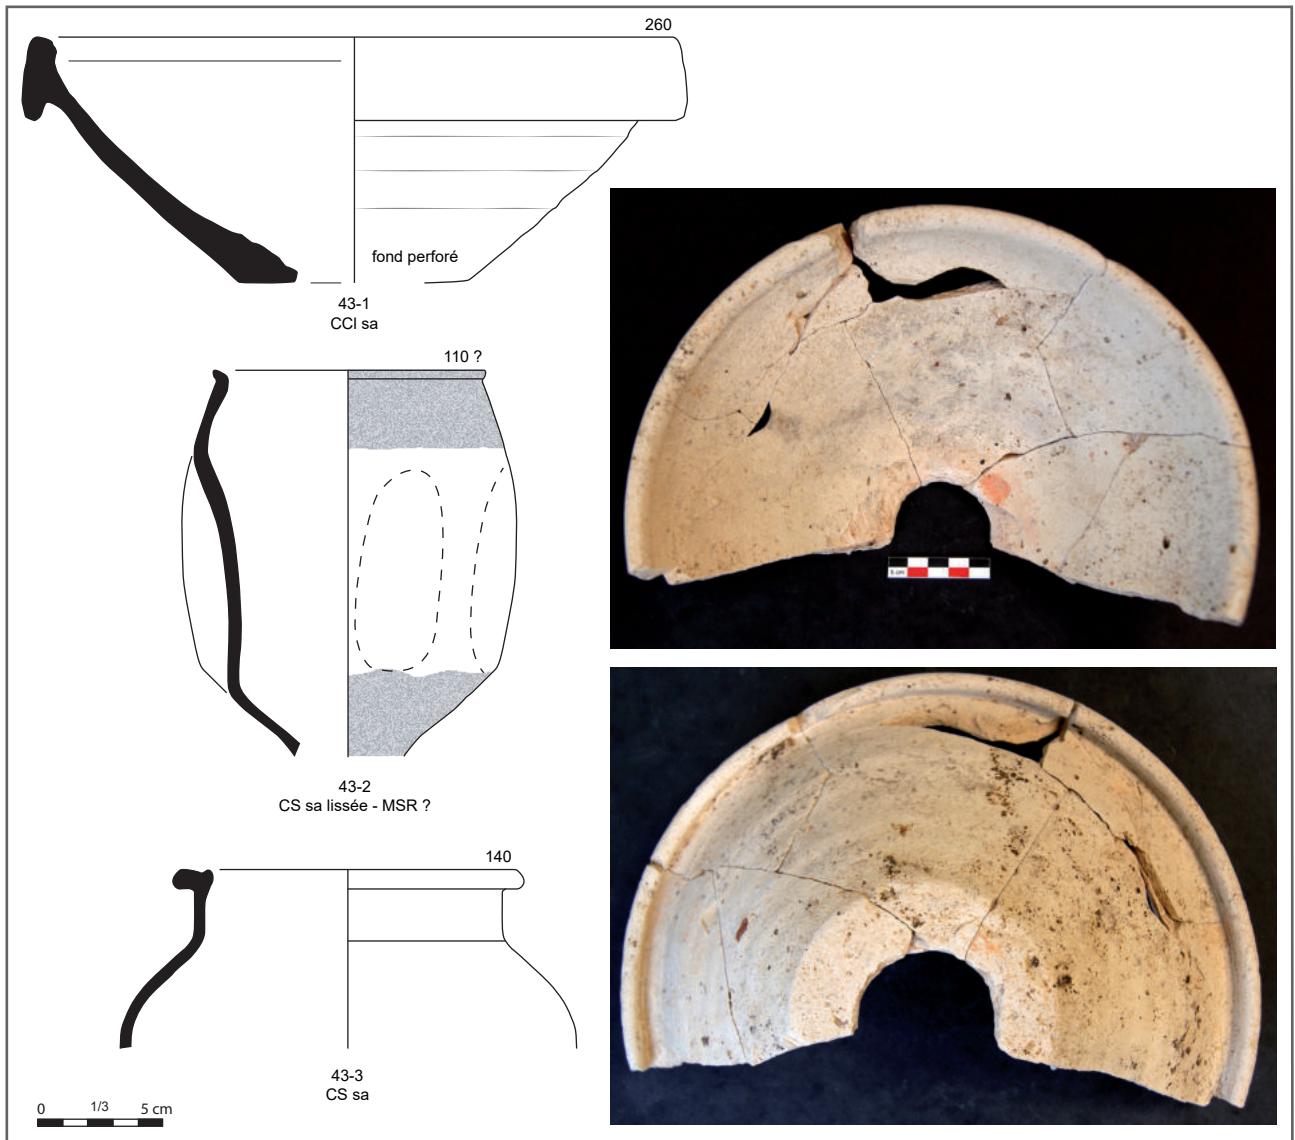 260
fond perforé
43-1
CCl sa
110 ?
43-2
CS sa lissée - MSR ?
140
43-3
CS sa
0 1/3 5 cm